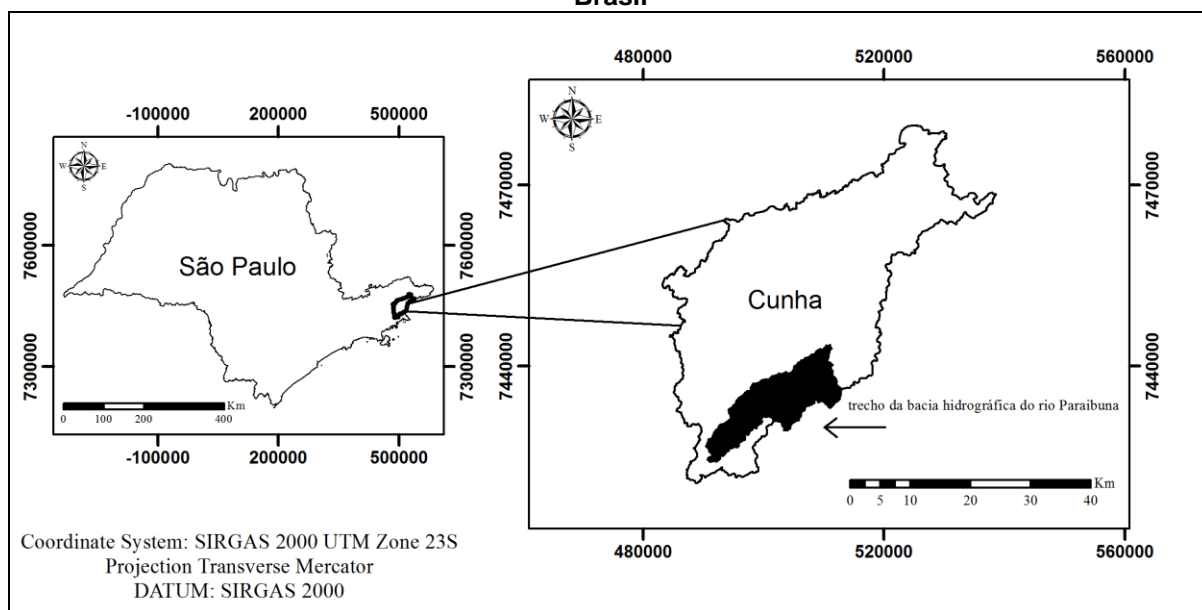 Brasil
-100000 200000 500000
N
W E
S
7600000
7300000
São Paulo
7600000
7300000
Km
0 100 200 400
-100000 200000 500000
480000 520000 560000
N
W E
S
7470000
7440000
Cunha
7470000
7440000
trecho da bacia hidrográfica do rio Paraibuna
Km
0 5 10 20 30 40
480000 520000 560000
Coordinate System: SIRGAS 2000 UTM Zone 23S
Projection Transverse Mercator
DATUM: SIRGAS 2000